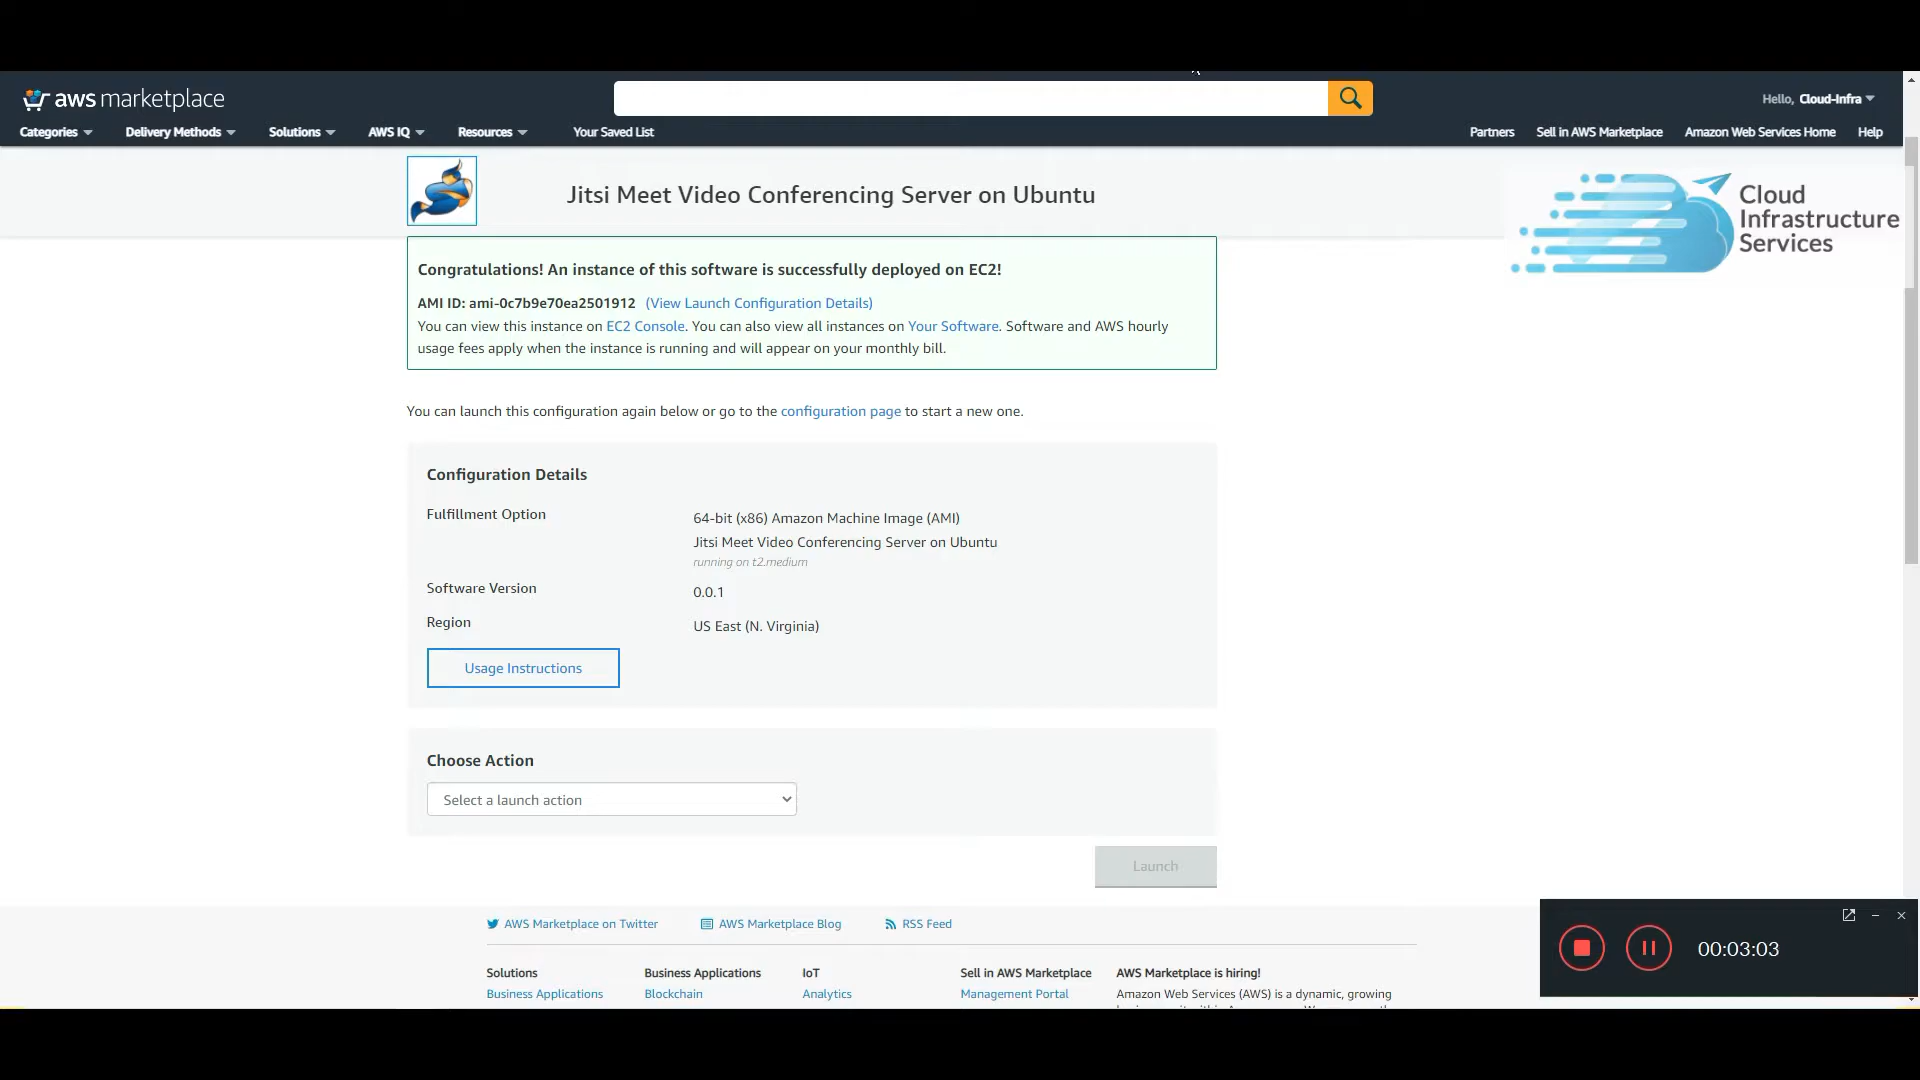 aws marketplace
Hello, Cloud-Infra
Categories
Delivery Methods
Solutions
AWS IQ
Resources
Your Saved List
Partners
Sell in AWS Marketplace
Amazon Web Services Home
Help
Jitsi Meet Video Conferencing Server on Ubuntu
Cloud
Infrastructure
Services
Congratulations! An instance of this software is successfully deployed on EC2!
AMI ID: ami-0c7b9e70ea2501912 (View Launch Configuration Details)
You can view this instance on EC2 Console. You can also view all instances on Your Software. Software and AWS hourly
usage fees apply when the instance is running and will appear on your monthly bill.
You can launch this configuration again below or go to the configuration page to start a new one.
Configuration Details
Fulfillment Option
64-bit (x86) Amazon Machine Image (AMI)
Jitsi Meet Video Conferencing Server on Ubuntu
running on t2.medium
Software Version
0.0.1
Region
US East (N. Virginia)
Usage Instructions
Choose Action
Select a launch action
Launch
AWS Marketplace on Twitter
AWS Marketplace Blog
RSS Feed
00:03:03
Solutions
Business Applications
IoT
Sell in AWS Marketplace
AWS Marketplace is hiring!
Business Applications
Blockchain
Analytics
Management Portal
Amazon Web Services (AWS) is a dynamic, growing